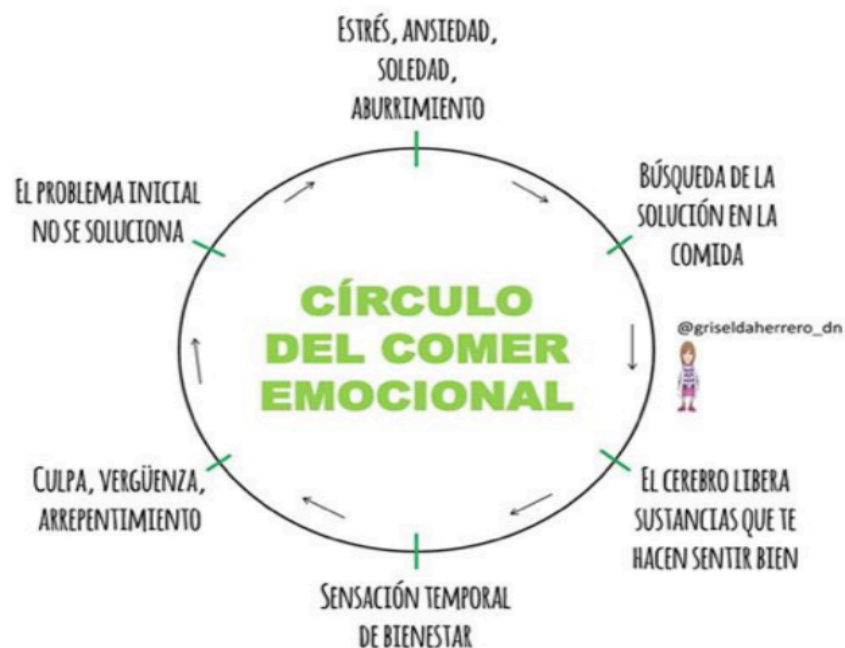 ESTRÉS, ANSIEDAD,
SOLEDAD,
ABURRIMIENTO
BÚSQUEDA DE LA
SOLUCIÓN EN LA
COMIDA
@griseldaherrero_dn
EL CEREBRO LIBERA
SUSTANCIAS QUE TE
HACEN SENTIR BIEN
SENSACIÓN TEMPORAL
DE BIENESTAR
CULPA, VERGÜENZA,
ARREPENTIMIENTO
EL PROBLEMA INICIAL
NO SE SOLUCIONA
CÍRCULO
DEL COMER
EMOCIONAL